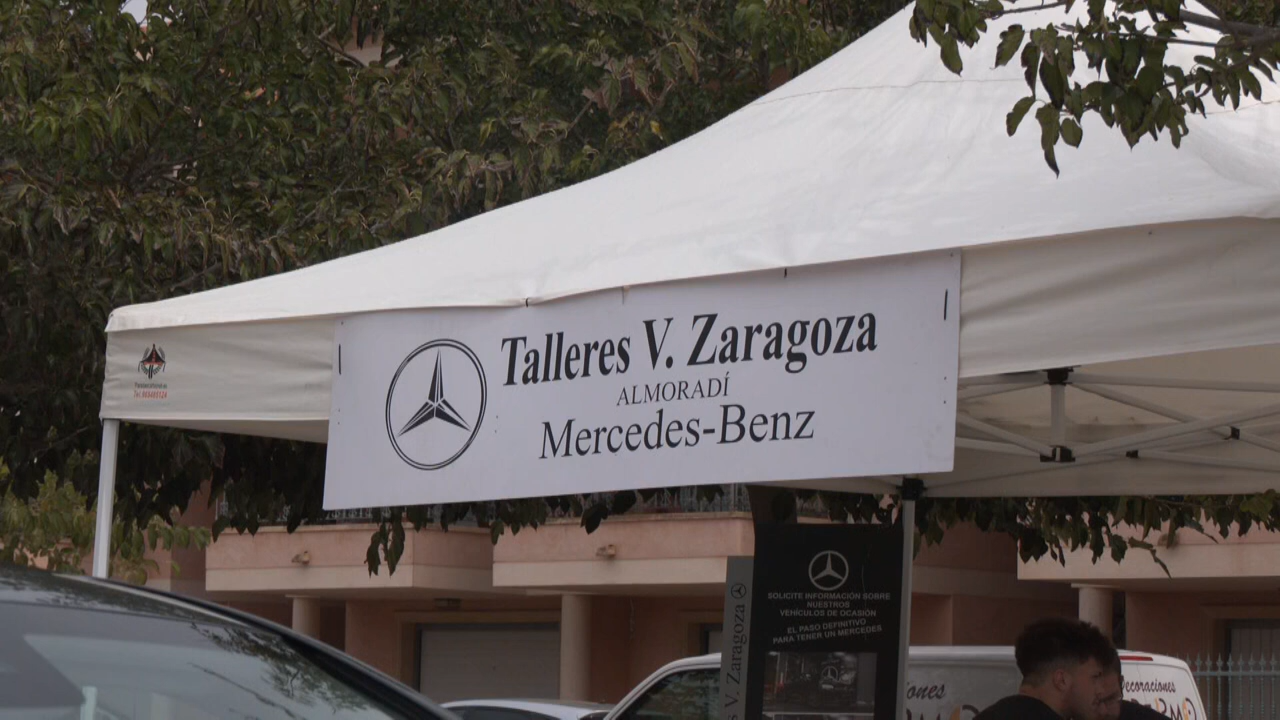 Talleres V. Zaragoza
ALMORADÍ
Mercedes-Benz
SOLICITE INFORMACIÓN SOBRE
NUESTROS
VEHÍCULOS DE OCASIÓN
EL PASO DEFINITIVO
PARA TENER UN MERCEDES
V. Zaragoza
Decoraciones